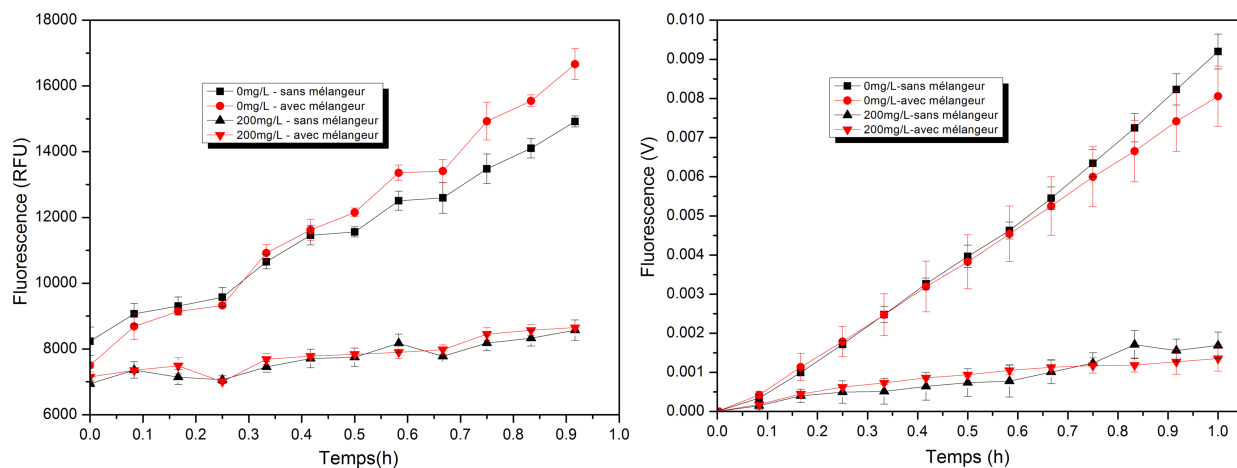 18000
16000
14000
12000
10000
8000
6000
Fluorescence (RFU)
0mg/L - sans mélangeur
0mg/L - avec mélangeur
200mg/L - sans mélangeur
200mg/L - avec mélangeur
0.0 0.1 0.2 0.3 0.4 0.5 0.6 0.7 0.8 0.9 1.0
Temps(h)
0.010
0.009
0.008
0.007
0.006
0.005
0.004
0.003
0.002
0.001
0.000
Fluorescence (V)
0mg/L-sans mélangeur
0mg/L-avec mélangeur
200mg/L-sans mélangeur
200mg/L-avec mélangeur
0.0 0.1 0.2 0.3 0.4 0.5 0.6 0.7 0.8 0.9 1.0
Temps (h)